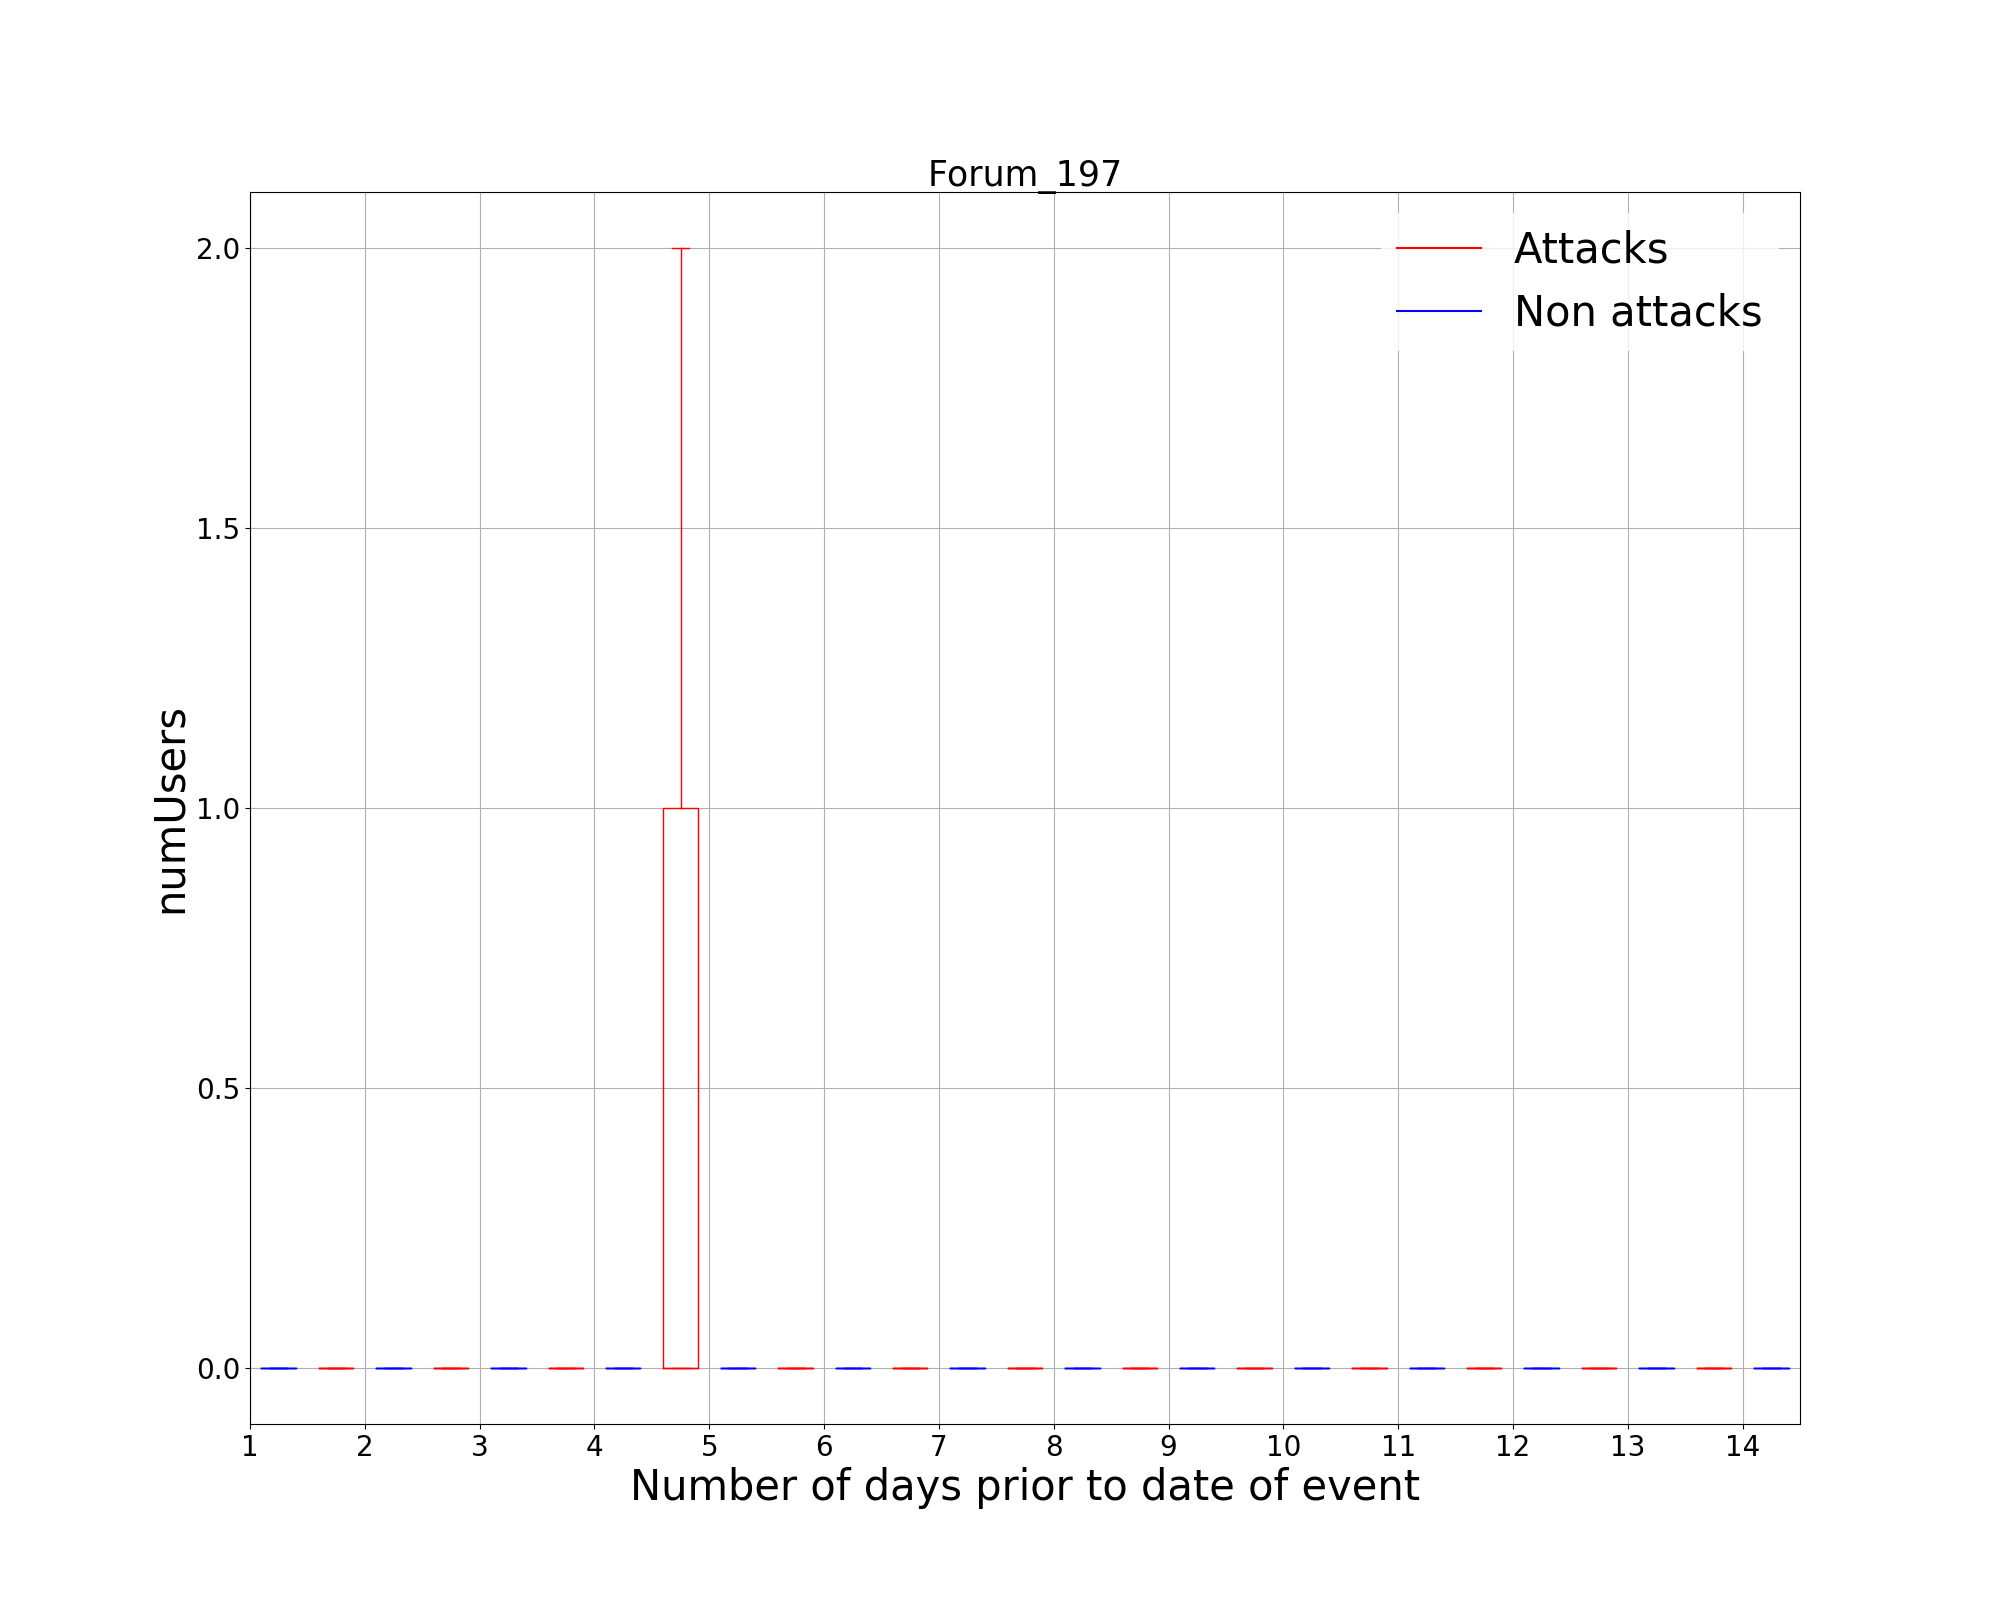 Forum_197
Attacks
Non attacks
numUsers
2.0
1.5
1.0
0.5
0.0
1 2 3 4 5 6 7 8 9 10 11 12 13 14
Number of days prior to date of event